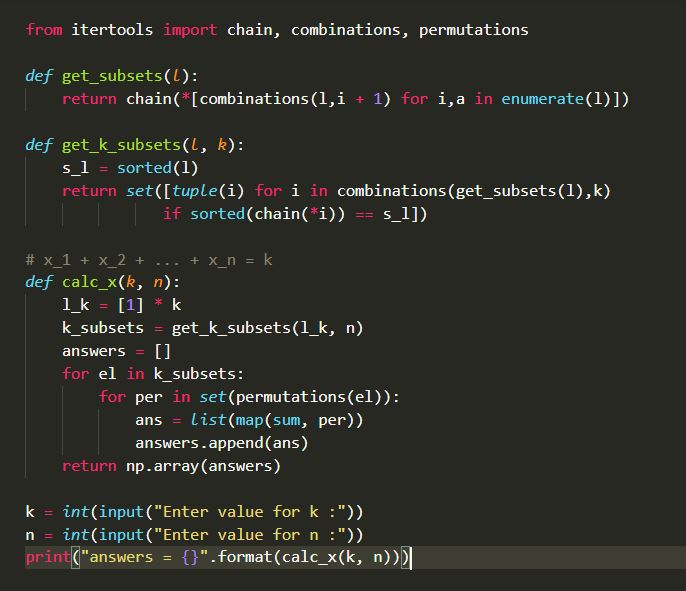 from itertools import chain, combinations, permutations
def get_subsets(l):
return chain(*[combinations(l,i + 1) for i,a in enumerate(l)])
def get_k_subsets(l, k):
s_l = sorted(l)
return set([tuple(i) for i in combinations(get_subsets(l),k)
if sorted(chain(*i)) == s_l])
# x_1 + x_2 + ... + x_n = k
def calc_x(k, n):
l_k = [1] * k
k_subsets = get_k_subsets(l_k, n)
answers = []
for el in k_subsets:
for per in set(permutations(el)):
ans = list(map(sum, per))
answers.append(ans)
return np.array(answers)
k = int(input("Enter value for k :"))
n = int(input("Enter value for n :"))
print("answers = {}".format(calc_x(k, n)))